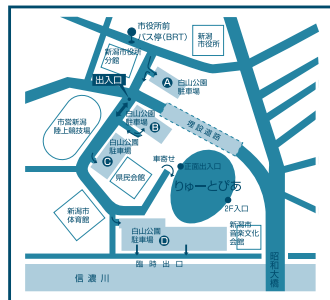 市役所前
バス停(BRT)
新潟市役所
分館
新潟
市役所
出入口
A
白山公園
駐車場
市営新潟
陸上競技場
白山公園
駐車場
B
埋設道路
白山公園
駐車場
C
車寄せ
正面出入口
県民会館
りゅーとぴあ
2F入口
新潟市
体育館
白山公園
駐車場
D
新潟市
音楽文化
会館
臨時出口
昭和大橋
信濃川